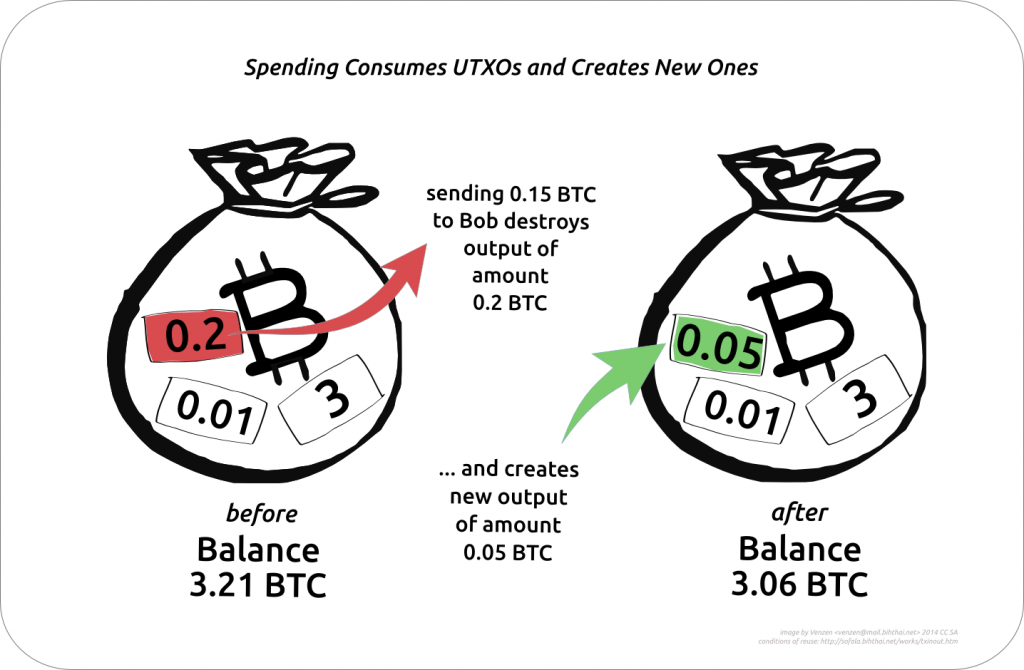 Spending Consumes UTXOs and Creates New Ones
sending 0.15 BTC
to Bob destroys
output of
amount
0.2 BTC
0.2
0.01
3
before
Balance
3.21 BTC
... and creates
new output
of amount
0.05 BTC
0.05
0.01
3
after
Balance
3.06 BTC
image by Venzen <venzen@mail.bihthai.net> 2014 CC SA
conditions of reuse: http://sofala.bihthai.net/works/txinout.htm